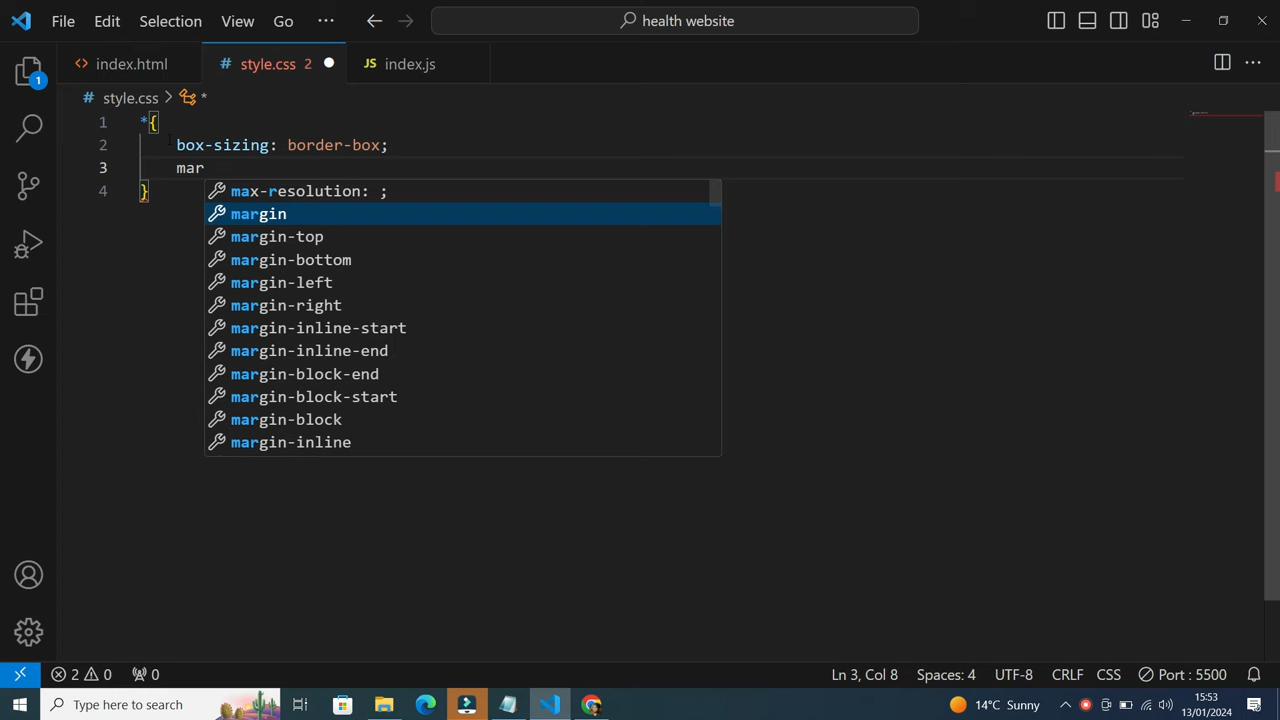 File Edit Selection View Go ··· health website
index.html style.css 2 JS index.js ···
1
# style.css > *
1 *{
2 box-sizing: border-box;
3 mar
4 }
max-resolution: ;
margin
margin-top
margin-bottom
margin-left
margin-right
margin-inline-start
margin-inline-end
margin-block-end
margin-block-start
margin-block
margin-inline
2 0 0 Ln 3, Col 8 Spaces: 4 UTF-8 CRLF CSS Port : 5500
Type here to search 14°C Sunny 15:53
13/01/2024